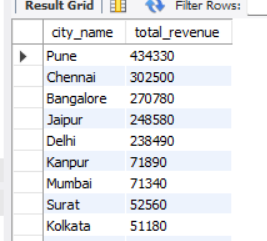 Result Grid Filter Rows:
city_name total_revenue
Pune 434330
Chennai 302500
Bangalore 270780
Jaipur 248580
Delhi 238490
Kanpur 71890
Mumbai 71340
Surat 52560
Kolkata 51180